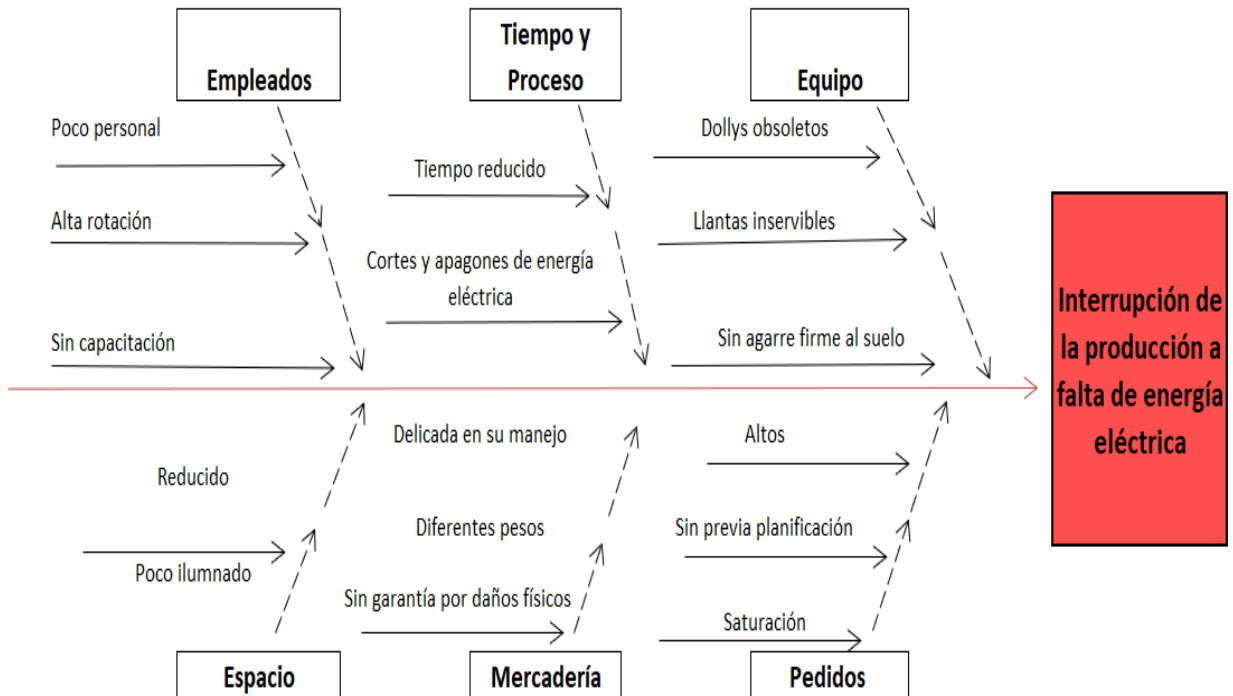 Empleados
Tiempo y
Proceso
Equipo
Poco personal
Alta rotación
Sin capacitación
Tiempo reducido
Cortes y apagones de energía
eléctrica
Dollys obsoletos
Llantas inservibles
Sin agarre firme al suelo
Interrupción de
la producción a
falta de energía
eléctrica
Reducido
Poco ilumnado
Delicada en su manejo
Diferentes pesos
Sin garantía por daños físicos
Altos
Sin previa planificación
Saturación
Espacio
Mercadería
Pedidos